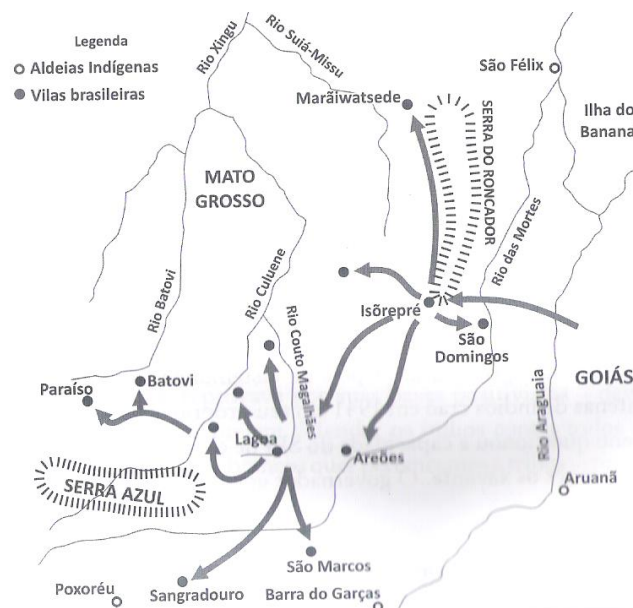 Legenda
Aldeias Indígenas
Vilas brasileiras
Rio Xingu
Rio Suiá-Missu
Marãiwatsede
São Félix
Ilha do
Banana
SERRA DO RONCADOR
MATO
GROSSO
Rio das Mortes
Rio Batovi
Rio Culuene
Rio Couto Magalhães
Isõrepré
São
Domingos
GOIÁS
Rio Araguaia
Paraíso
Batovi
Lagoa
Areões
SERRA AZUL
Aruanã
São Marcos
Sangradouro
Poxoréu
Barra do Garças